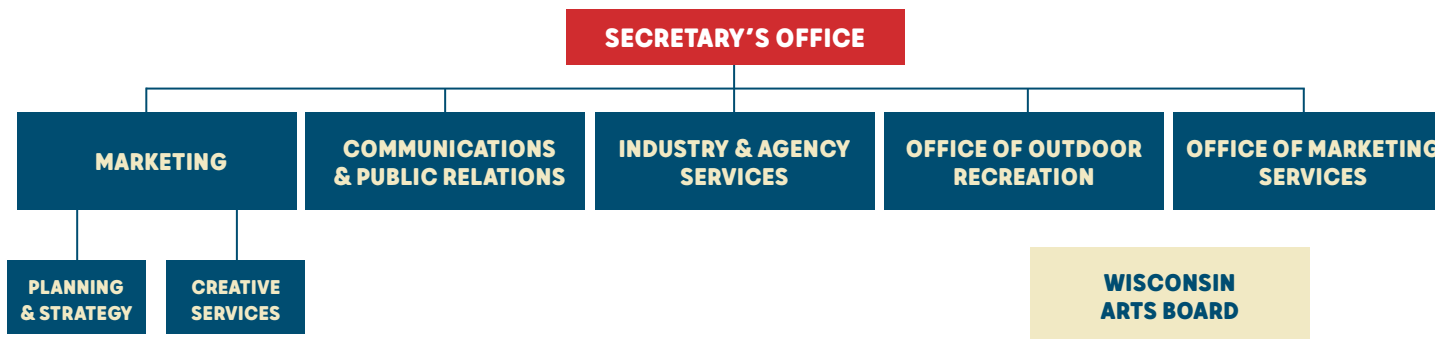 SECRETARY'S OFFICE
MARKETING
COMMUNICATIONS
& PUBLIC RELATIONS
INDUSTRY & AGENCY
SERVICES
OFFICE OF OUTDOOR
RECREATION
OFFICE OF MARKETING
SERVICES
PLANNING
& STRATEGY
CREATIVE
SERVICES
WISCONSIN
ARTS BOARD